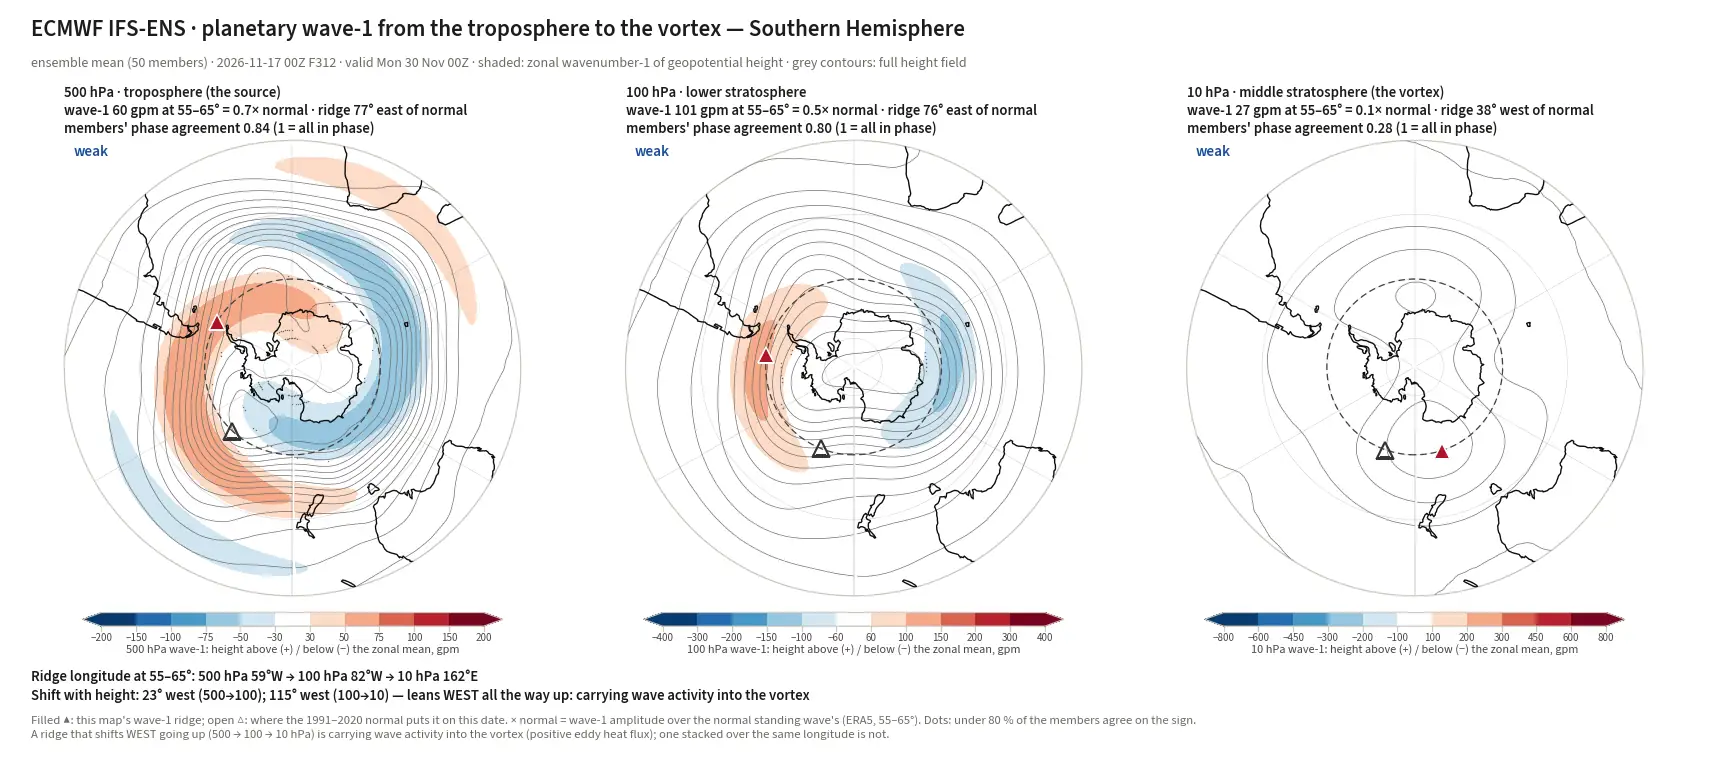 ECMWF IFS-ENS · planetary wave-1 from the troposphere to the vortex — Southern Hemisphere
ensemble mean (50 members) · 2026-11-17 00Z F312 · valid Mon 30 Nov 00Z · shaded: zonal wavenumber-1 of geopotential height · grey contours: full height field
500 hPa · troposphere (the source)
wave-1 60 gpm at 55–65° = 0.7× normal · ridge 77° east of normal
members' phase agreement 0.84 (1 = all in phase)
weak
100 hPa · lower stratosphere
wave-1 101 gpm at 55–65° = 0.5× normal · ridge 76° east of normal
members' phase agreement 0.80 (1 = all in phase)
weak
10 hPa · middle stratosphere (the vortex)
wave-1 27 gpm at 55–65° = 0.1× normal · ridge 38° west of normal
members' phase agreement 0.28 (1 = all in phase)
weak
−200 −150 −100 −75 −50 −30 30 50 75 100 150 200
500 hPa wave-1: height above (+) / below (−) the zonal mean, gpm
−400 −300 −200 −150 −100 −60 60 100 150 200 300 400
100 hPa wave-1: height above (+) / below (−) the zonal mean, gpm
−800 −600 −450 −300 −200 −100 100 200 300 450 600 800
10 hPa wave-1: height above (+) / below (−) the zonal mean, gpm
Ridge longitude at 55–65°: 500 hPa 59°W → 100 hPa 82°W → 10 hPa 162°E
Shift with height: 23° west (500→100); 115° west (100→10) — leans WEST all the way up: carrying wave activity into the vortex
Filled ▲: this map's wave-1 ridge; open △: where the 1991–2020 normal puts it on this date. × normal = wave-1 amplitude over the normal standing wave's (ERA5, 55–65°). Dots: under 80 % of the members agree on the sign.
A ridge that shifts WEST going up (500 → 100 → 10 hPa) is carrying wave activity into the vortex (positive eddy heat flux); one stacked over the same longitude is not.